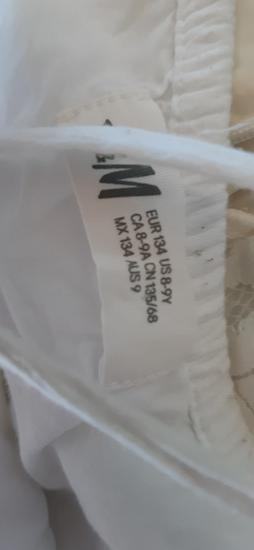 &M
EUR 134 US 8-9Y
CA 8-9A CN 135/68
MX 134 AUS 9